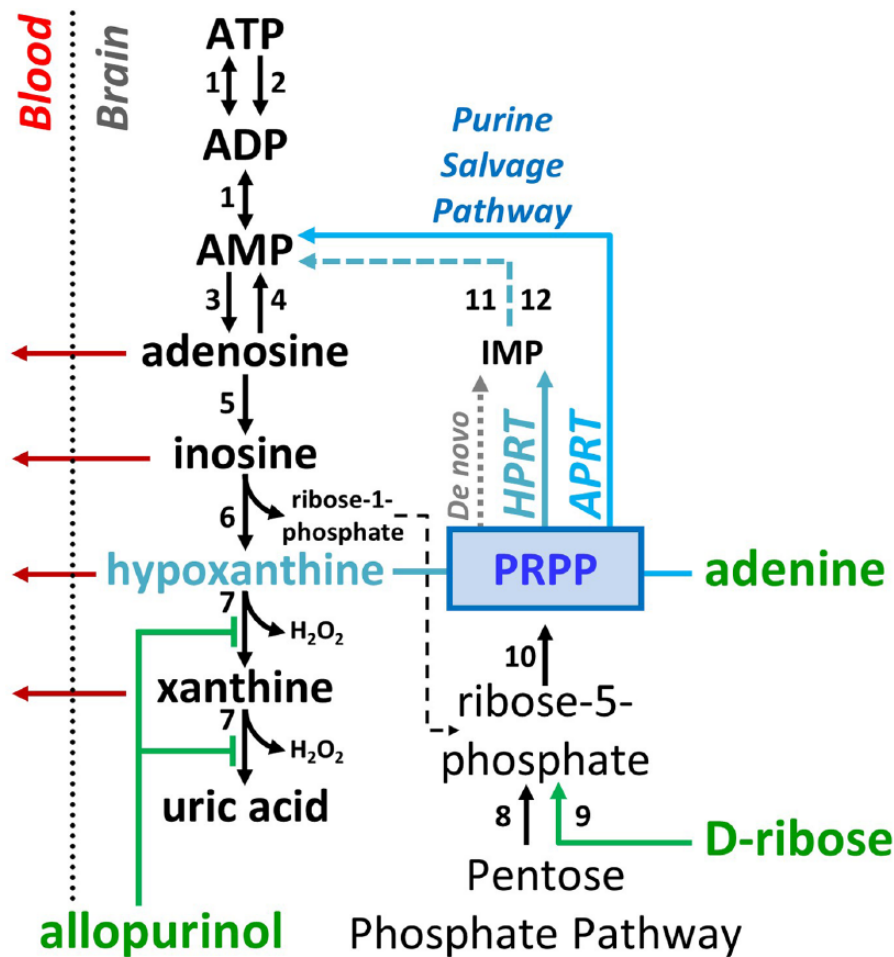 Blood
Brain
ATP
1
2
ADP
1
AMP
3
4
adenosine
5
inosine
6
ribose-1-
phosphate
hypoxanthine
7
H₂O₂
xanthine
7
H₂O₂
uric acid
allopurinol
Purine
Salvage
Pathway
11
12
IMP
De novo
HPRT
APRT
PRPP
adenine
10
ribose-5-
phosphate
8
9
D-ribose
Pentose
Phosphate Pathway